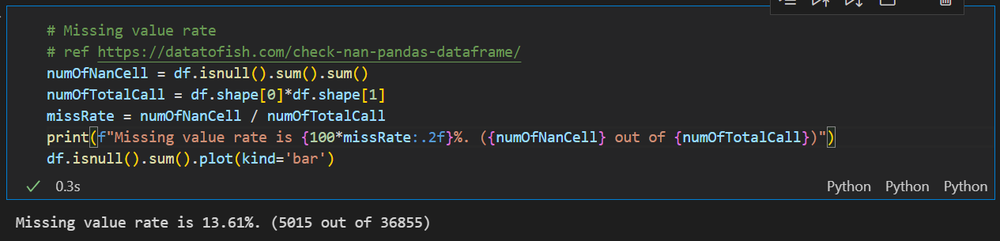 # Missing value rate
# ref https://datatofish.com/check-nan-pandas-dataframe/
numOfNanCell = df.isnull().sum().sum()
numOfTotalCall = df.shape[0]*df.shape[1]
missRate = numOfNanCell / numOfTotalCall
print(f"Missing value rate is {100*missRate:.2f}%. ({numOfNanCell} out of {numOfTotalCall})")
df.isnull().sum().plot(kind='bar')
0.3s Python Python Python
Missing value rate is 13.61%. (5015 out of 36855)